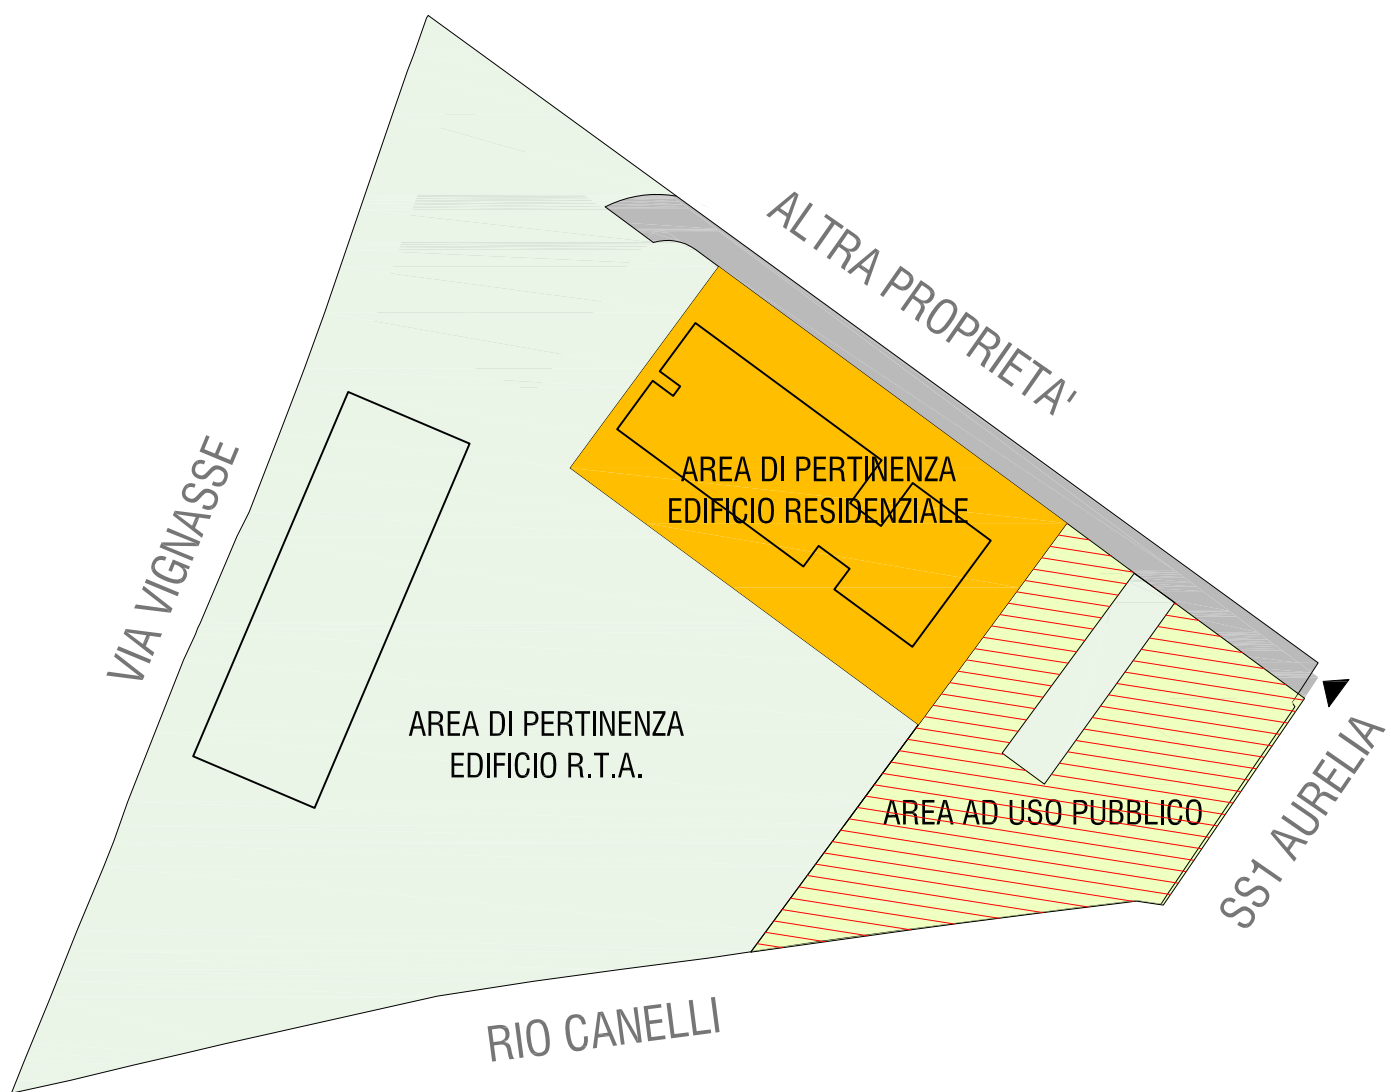 ALTRA PROPRIETA'
AREA DI PERTINENZA
EDIFICIO RESIDENZIALE
VIA VIGNASSE
AREA DI PERTINENZA
EDIFICIO R.T.A.
AREA AD USO PUBBLICO
SS1 AURELIA
RIO CANELLI